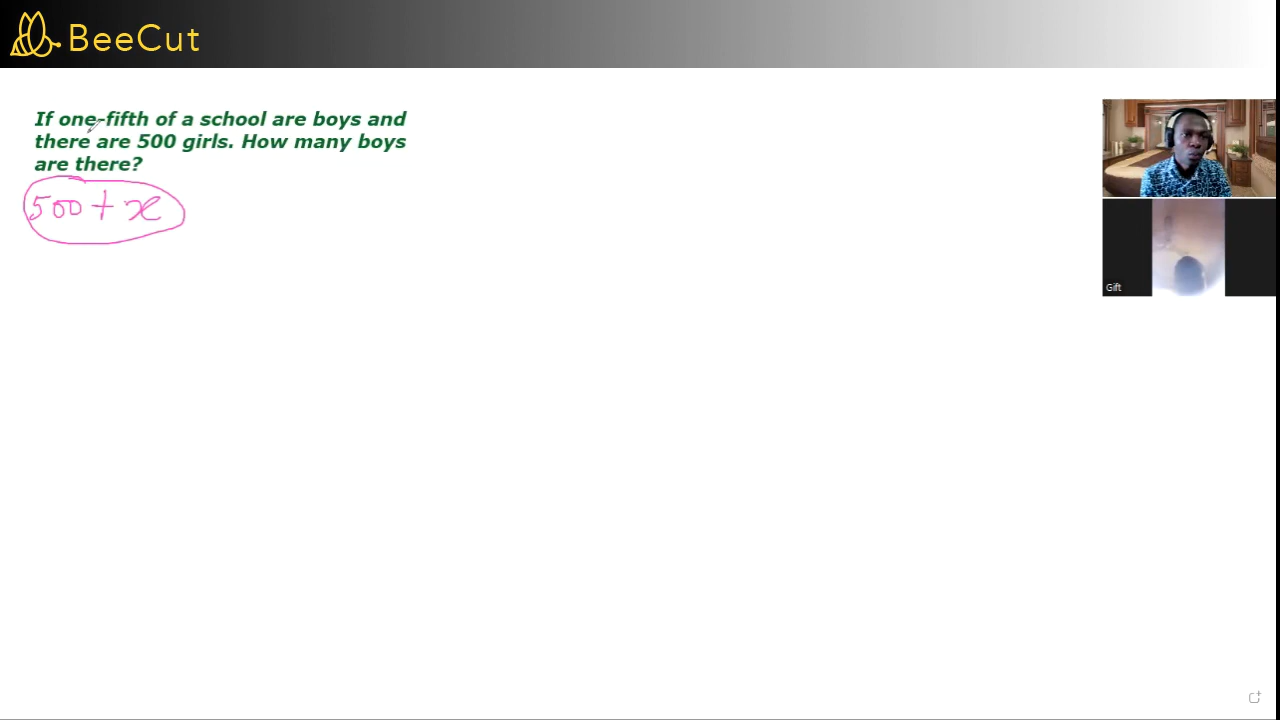 BeeCut
If one-fifth of a school are boys and
there are 500 girls. How many boys
are there?
500 + x
Gift